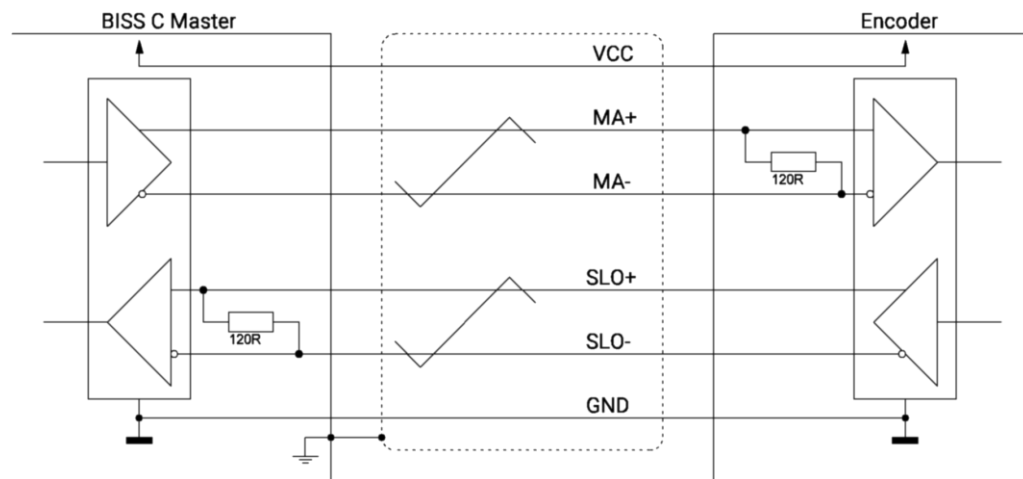 BISS C Master
Encoder
VCC
MA+
MA-
120R
SLO+
120R
SLO-
GND